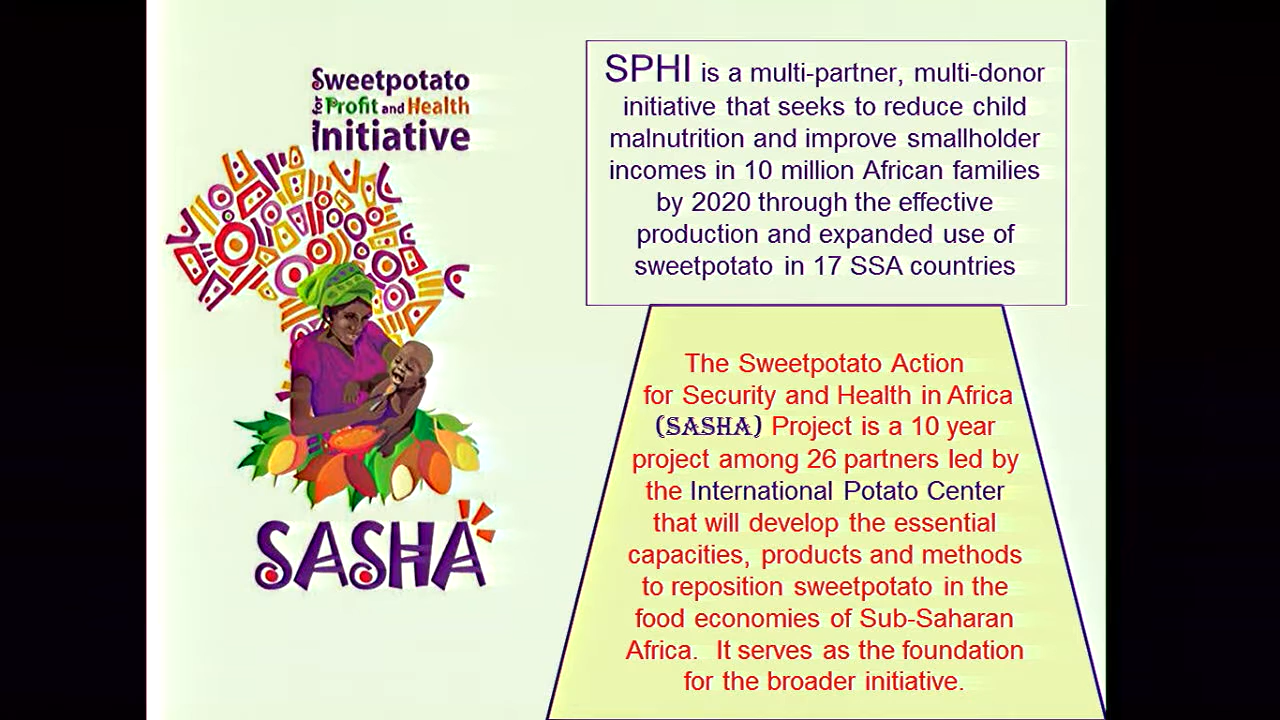 Sweetpotato
for Profit and Health
Initiative
SASHA
SPHI is a multi-partner, multi-donor
initiative that seeks to reduce child
malnutrition and improve smallholder
incomes in 10 million African families
by 2020 through the effective
production and expanded use of
sweetpotato in 17 SSA countries
The Sweetpotato Action
for Security and Health in Africa
(SASHA) Project is a 10 year
project among 26 partners led by
the International Potato Center
that will develop the essential
capacities, products and methods
to reposition sweetpotato in the
food economies of Sub-Saharan
Africa. It serves as the foundation
for the broader initiative.